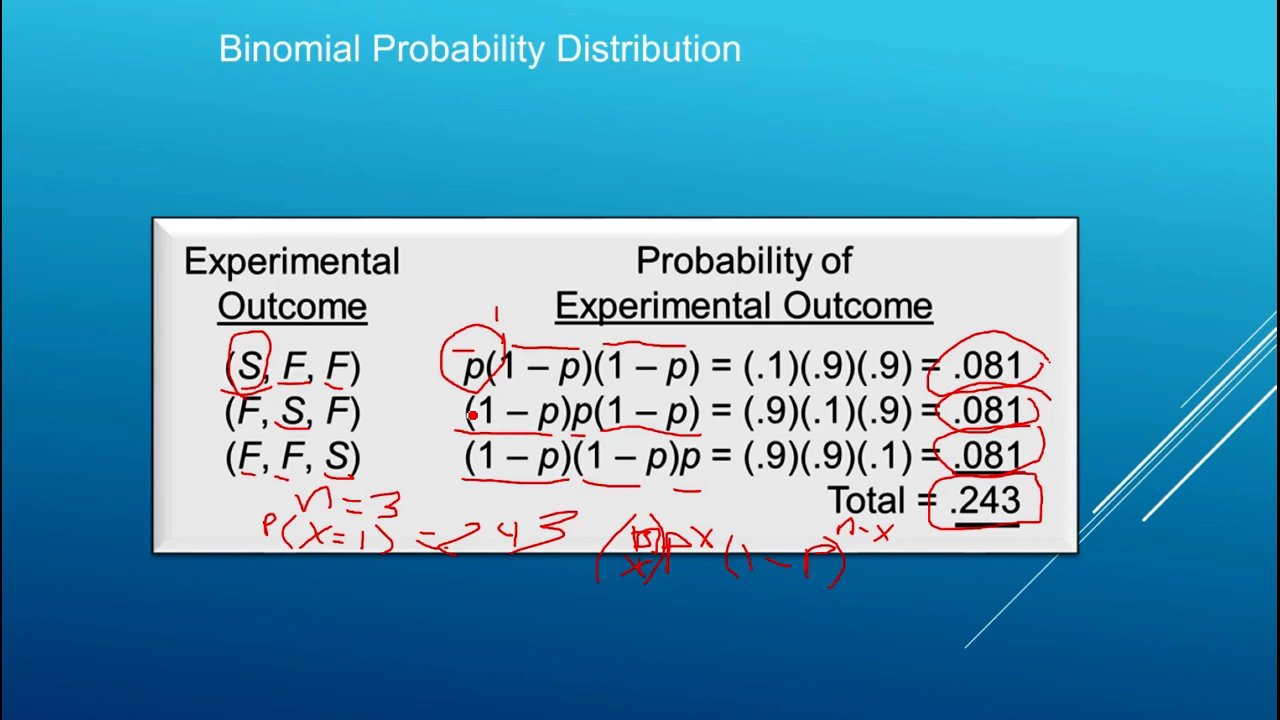 Binomial Probability Distribution
Experimental Outcome
Probability of Experimental Outcome
(S, F, F) p(1 – p)(1 – p) = (.1)(.9)(.9) = .081
(F, S, F) (1 – p)p(1 – p) = (.9)(.1)(.9) = .081
(F, F, S) (1 – p)(1 – p)p = (.9)(.9)(.1) = .081
Total = .243
n = 3
P(x = 1) = .243
(n x) p^x (1 – p)^n-x